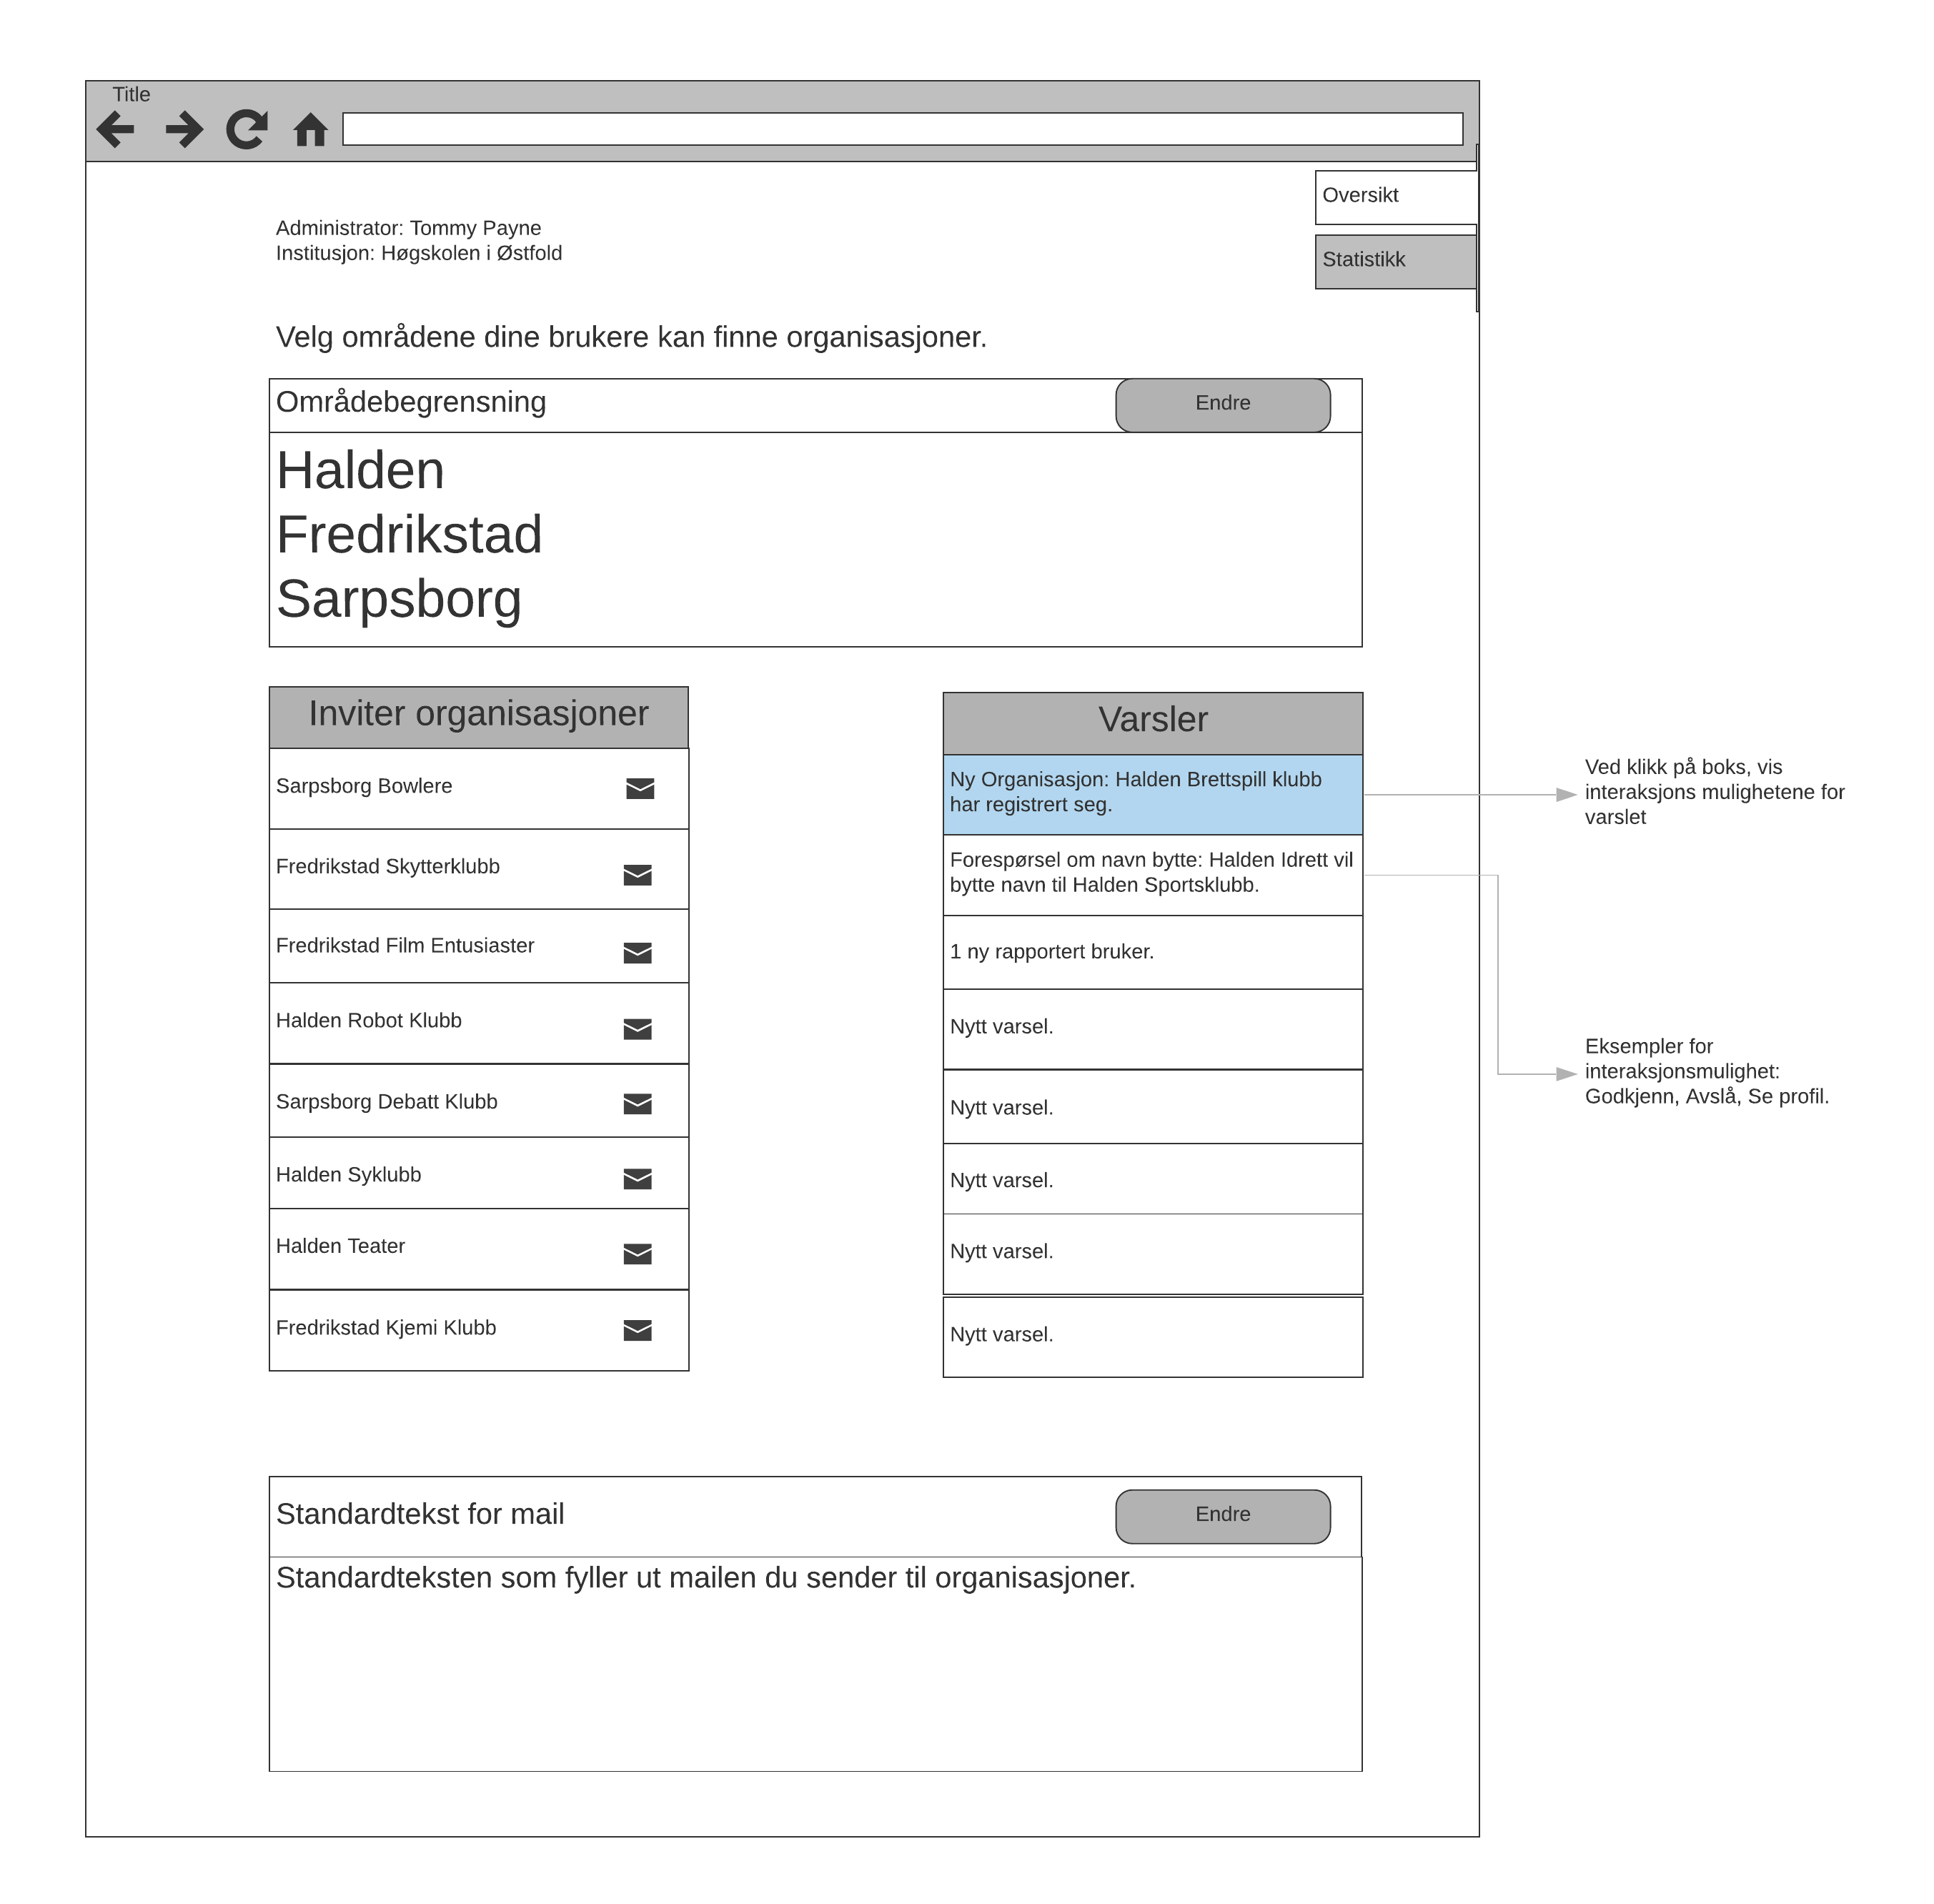 Title
Oversikt
Statistikk
Administrator: Tommy Payne
Institusjon: Høgskolen i Østfold
Velg områdene dine brukere kan finne organisasjoner.
Områdebegrensning
Endre
Halden
Fredrikstad
Sarpsborg
Inviter organisasjoner
Sarpsborg Bowlere
Fredrikstad Skytterklubb
Fredrikstad Film Entusiaster
Halden Robot Klubb
Sarpsborg Debatt Klubb
Halden Syklubb
Halden Teater
Fredrikstad Kjemi Klubb
Varsler
Ny Organisasjon: Halden Brettspill klubb
har registrert seg.
Forespørsel om navn bytte: Halden Idrett vil
bytte navn til Halden Sportsklubb.
1 ny rapportert bruker.
Nytt varsel.
Nytt varsel.
Nytt varsel.
Nytt varsel.
Nytt varsel.
Ved klikk på boks, vis
interaksjons mulighetene for
varslet
Eksempler for
interaksjonsmulighet:
Godkjenn, Avslå, Se profil.
Standardtekst for mail
Endre
Standardteksten som fyller ut mailen du sender til organisasjoner.